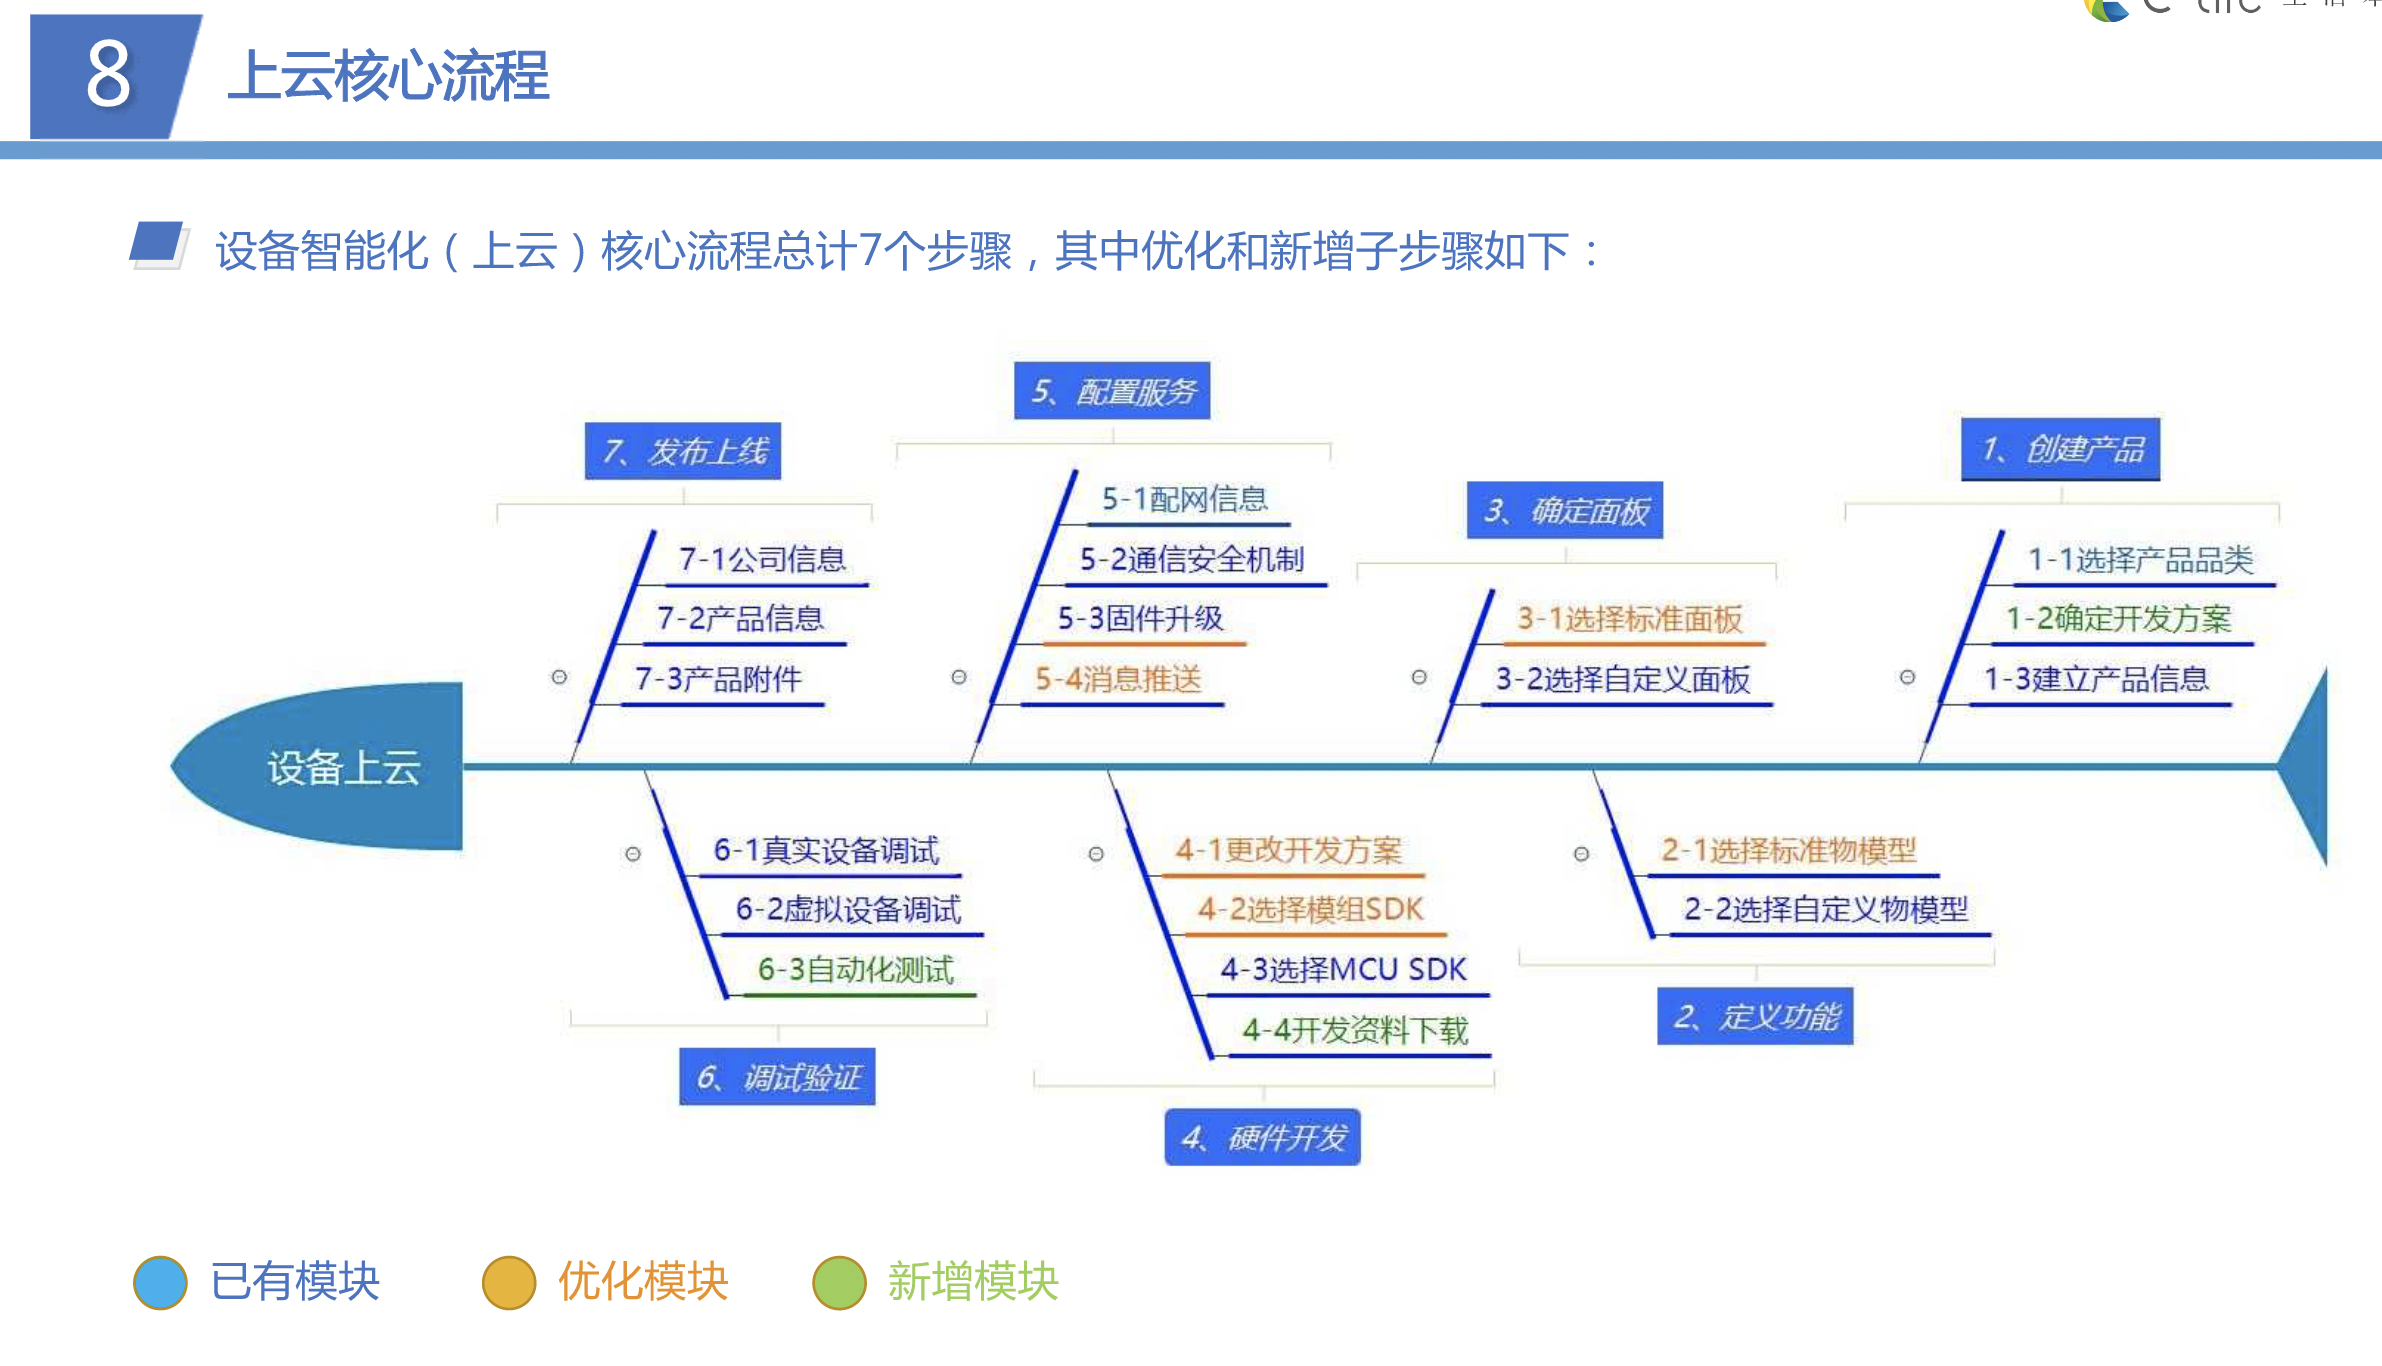 8
上云核心流程
设备智能化（上云）核心流程总计7个步骤，其中优化和新增子步骤如下：
设备上云
7、发布上线
7-1公司信息
7-2产品信息
7-3产品附件
5、配置服务
5-1配网信息
5-2通信安全机制
5-3固件升级
5-4消息推送
3、确定面板
3-1选择标准面板
3-2选择自定义面板
1、创建产品
1-1选择产品品类
1-2确定开发方案
1-3建立产品信息
6-1真实设备调试
6-2虚拟设备调试
6-3自动化测试
6、调试验证
4-1更改开发方案
4-2选择模组SDK
4-3选择MCU SDK
4-4开发资料下载
4、硬件开发
2-1选择标准物模型
2-2选择自定义物模型
2、定义功能
已有模块
优化模块
新增模块